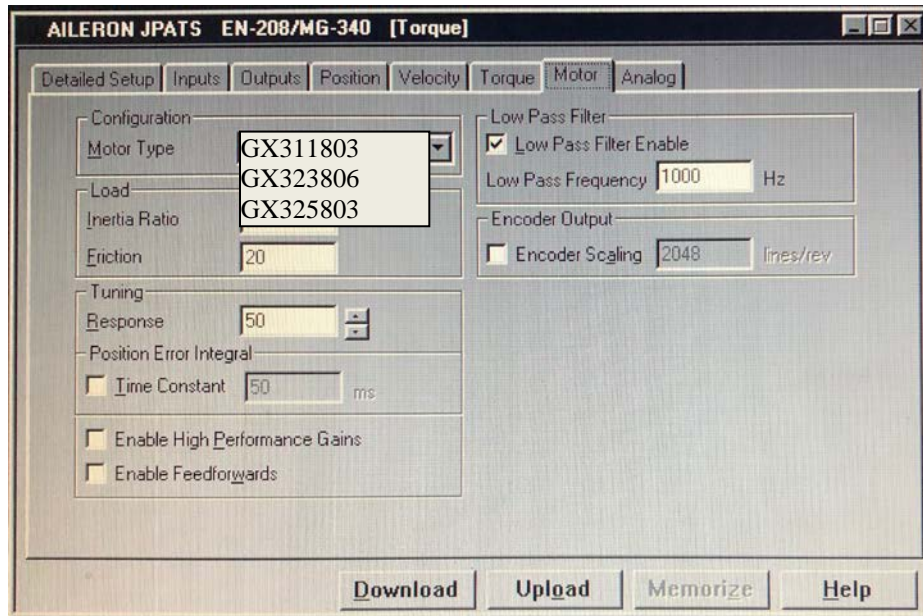 AILERON JPATS EN-208/MG-340 [Torque]
Detailed Setup Inputs Outputs Position Velocity Torque Motor Analog
Configuration
Motor Type
GX311803
GX323806
GX325803
Load
Inertia Ratio
Friction 20
Tuning
Response 50
Position Error Integral
Time Constant 50 ms
Enable High Performance Gains
Enable Feedforwards
Low Pass Filter
Low Pass Filter Enable
Low Pass Frequency 1000 Hz
Encoder Output
Encoder Scaling 2048 lines/rev
Download Upload Memorize Help